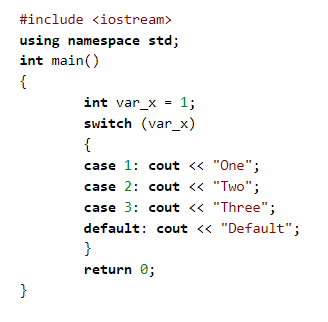 #include <iostream>
using namespace std;
int main()
{
int var_x = 1;
switch (var_x)
{
case 1: cout << "One";
case 2: cout << "Two";
case 3: cout << "Three";
default: cout << "Default";
}
return 0;
}